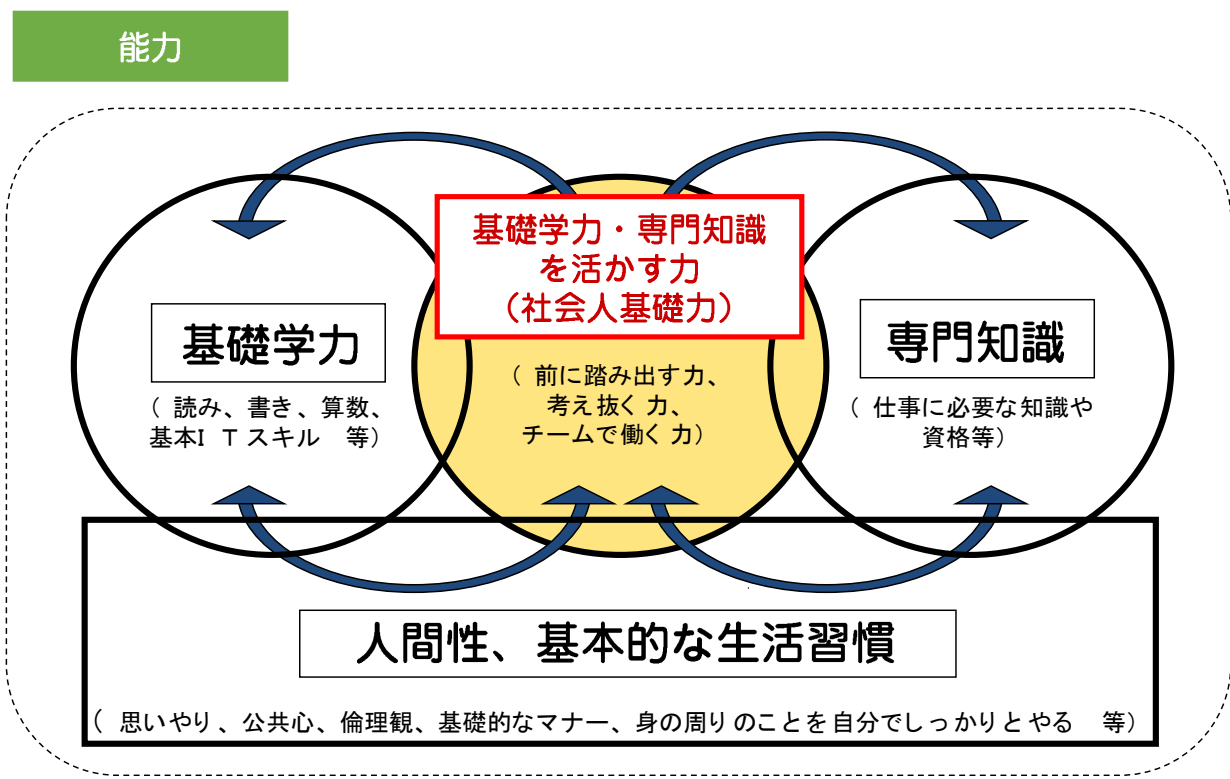 能力
基礎学力・専門知識
を活かす力
(社会人基礎力)
基礎学力
(読み、書き、算数、
基本ITスキル 等)
(前に踏み出す力、
考え抜く力、
チームで働く力)
専門知識
(仕事に必要な知識や
資格等)
人間性、基本的な生活習慣
(思いやり、公共心、倫理観、基礎的なマナー、身の周りのことを自分でしっかりとやる 等)